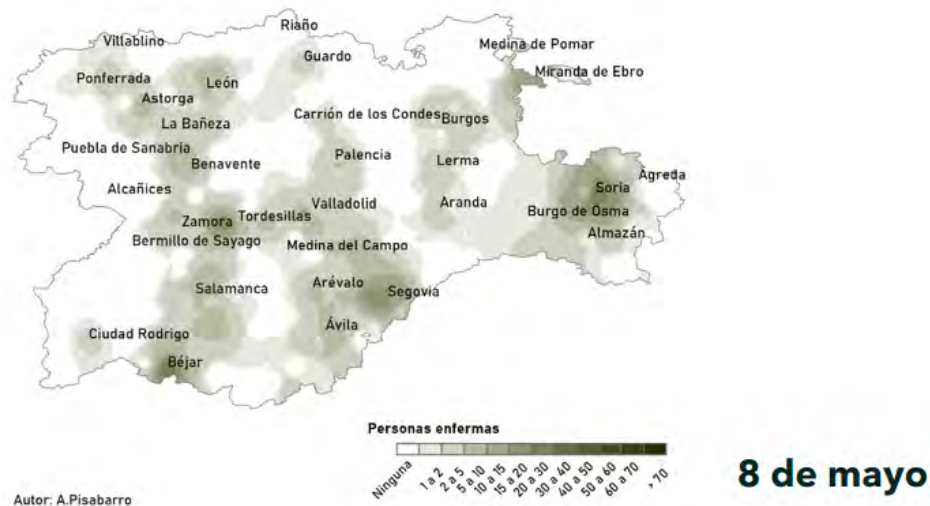 Riaño
Villablino
Guardo
Medina de Pomar
Miranda de Ebro
Ponferrada
León
Astorga
La Bañeza
Carrión de los Condes
Burgos
Puebla de Sanabria
Benavente
Palencia
Lerma
Àgreda
Alcañices
Soria
Valladolid
Aranda
Burgo de Osma
Zamora
Tordesillas
Almazán
Bermillo de Sayago
Medina del Campo
Salamanca
Arévalo
Segovia
Ciudad Rodrigo
Ávila
Béjar
Personas enfermas
Ninguna
1 a 2
2 a 5
5 a 10
10 a 15
15 a 20
20 a 30
30 a 40
40 a 50
50 a 60
60 a 70
> 70
8 de mayo
Autor: A.Pisabarro